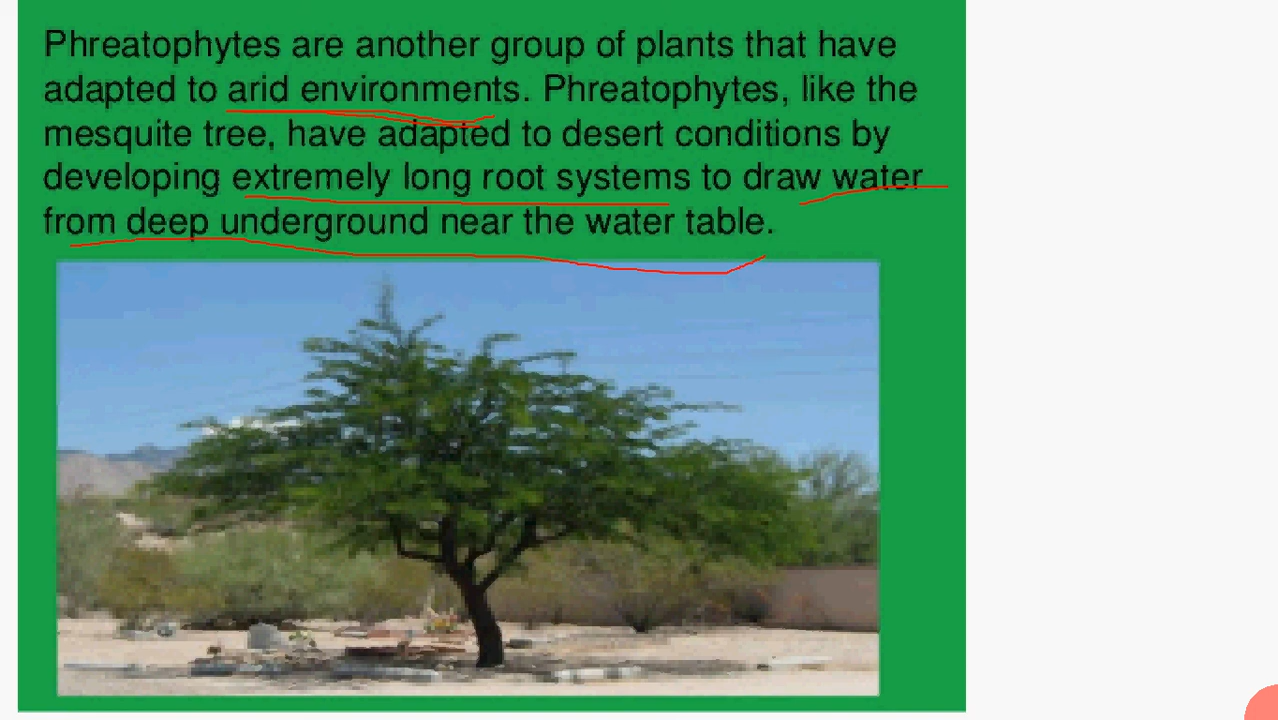 Phreatophytes are another group of plants that have
adapted to arid environments. Phreatophytes, like the
mesquite tree, have adapted to desert conditions by
developing extremely long root systems to draw water
from deep underground near the water table.